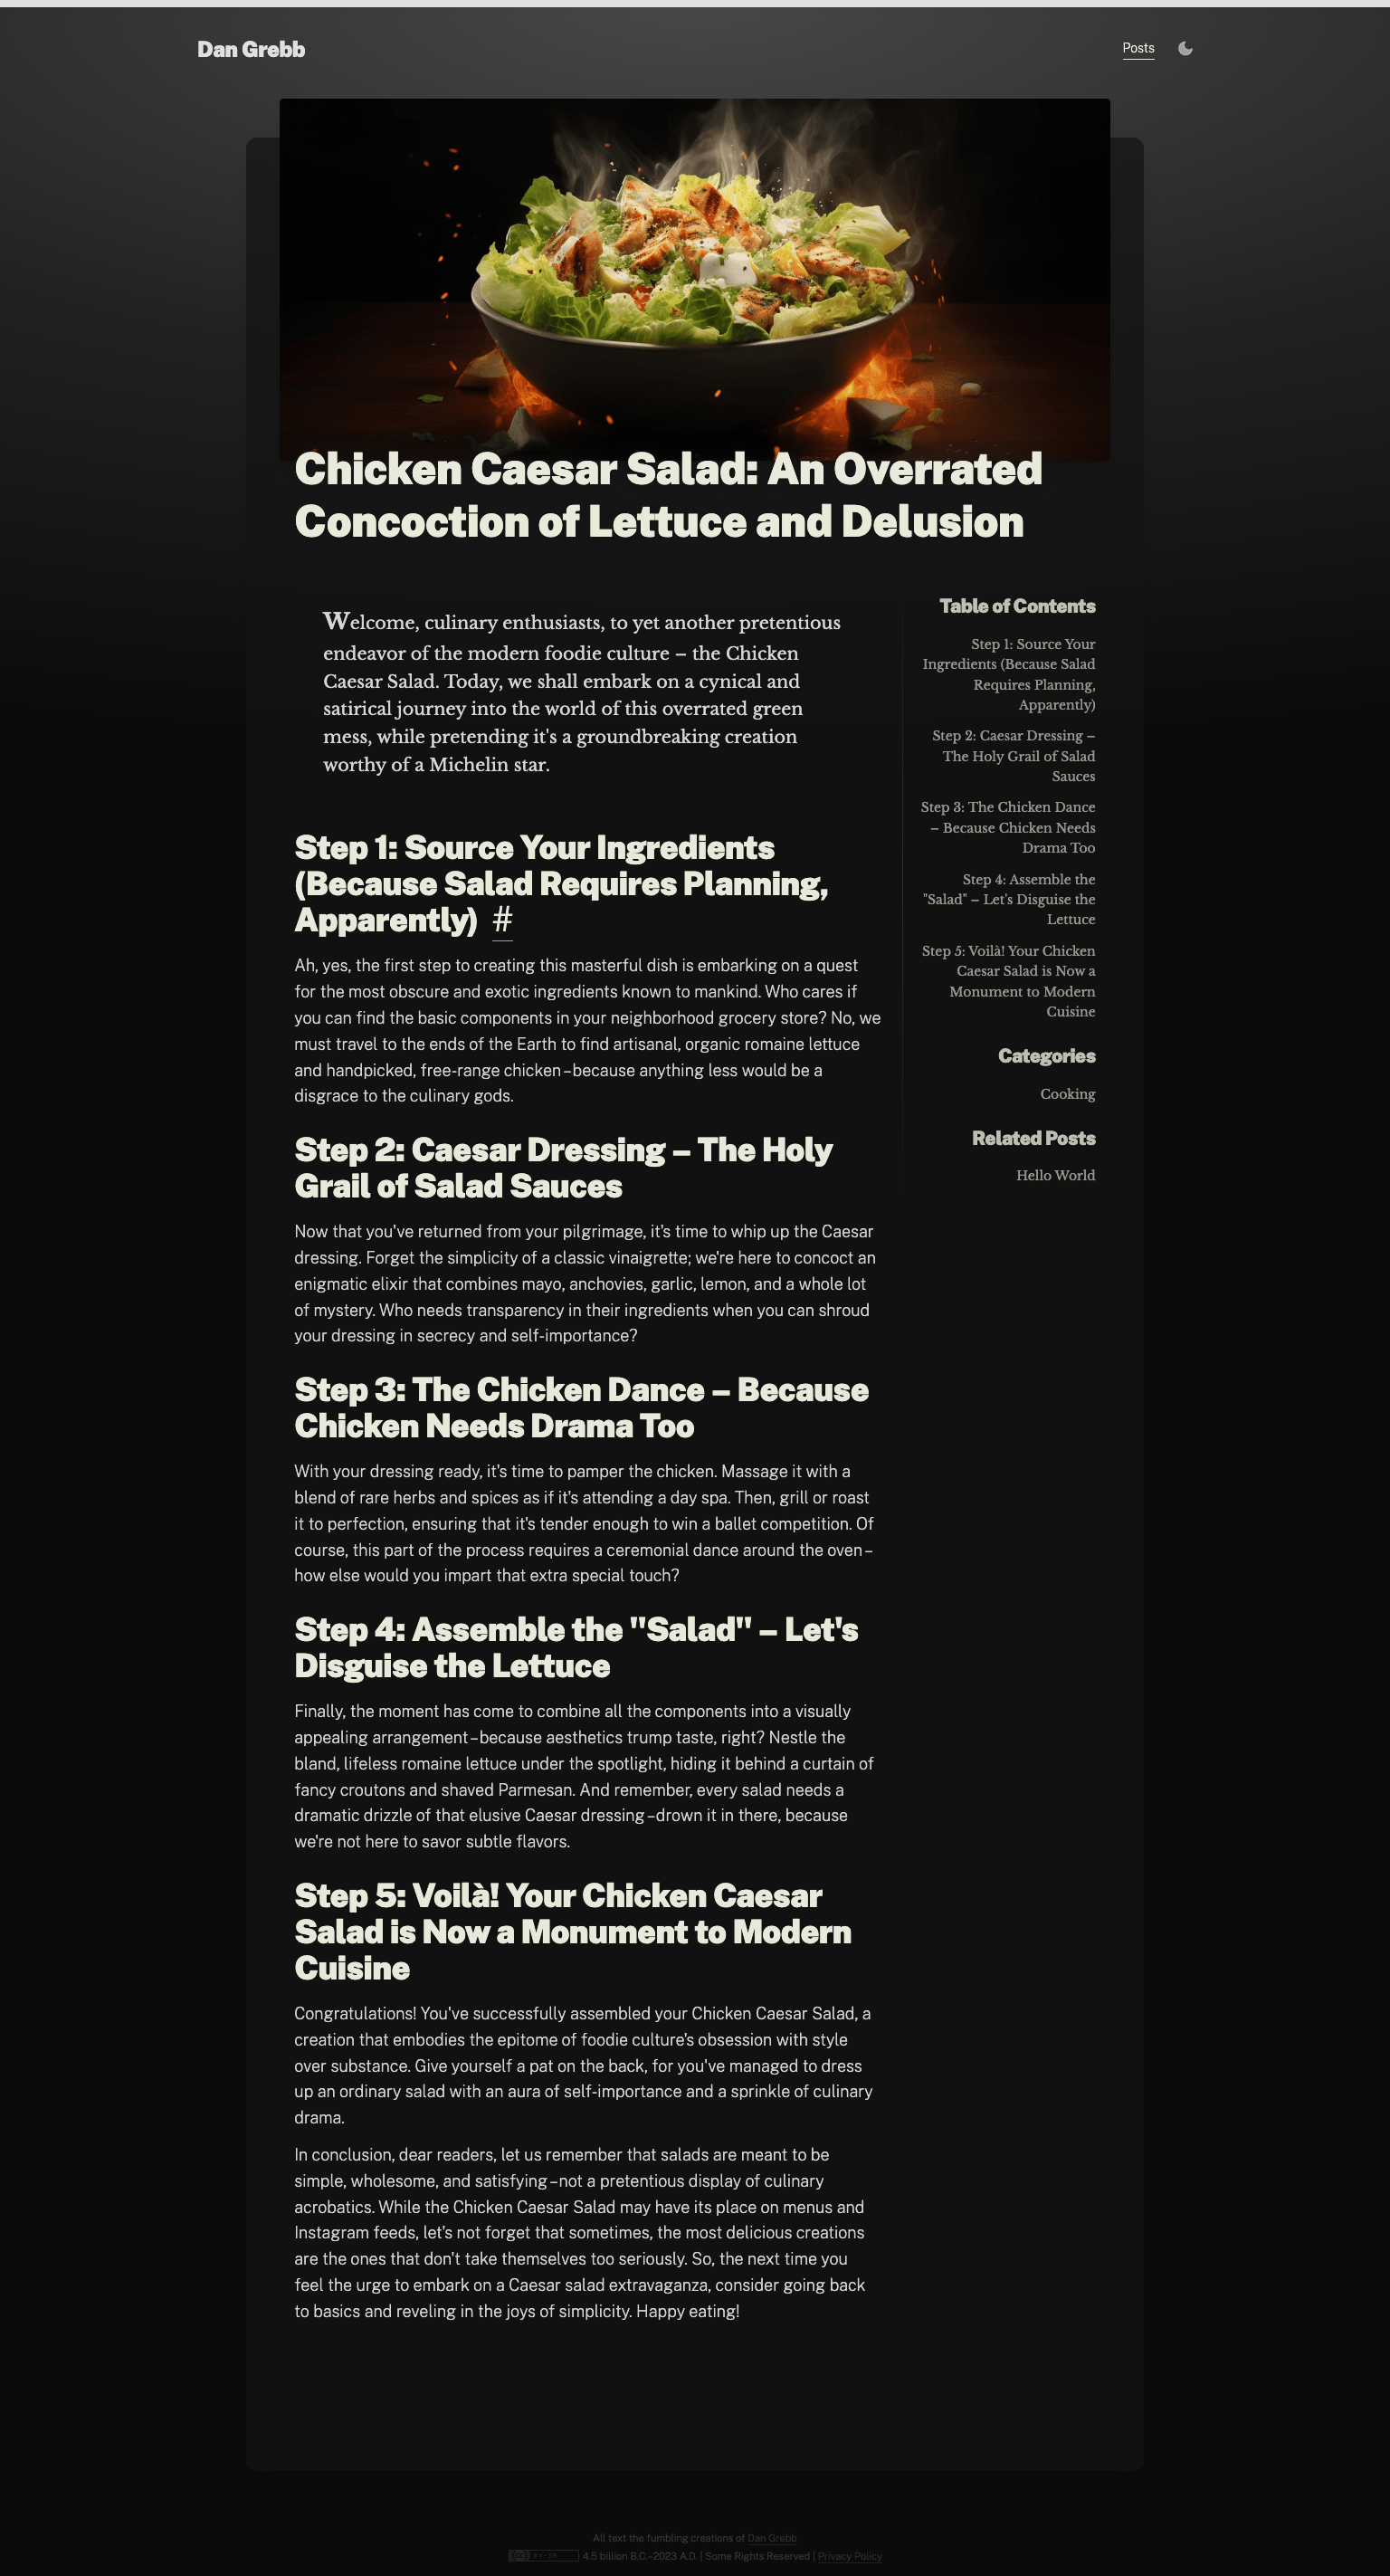 Dan Grebb
Posts
Chicken Caesar Salad: An Overrated
Concoction of Lettuce and Delusion
Welcome, culinary enthusiasts, to yet another pretentious
endeavor of the modern foodie culture – the Chicken
Caesar Salad. Today, we shall embark on a cynical and
satirical journey into the world of this overrated green
mess, while pretending it's a groundbreaking creation
worthy of a Michelin star.
Step 1: Source Your Ingredients
(Because Salad Requires Planning,
Apparently) #
Ah, yes, the first step to creating this masterful dish is embarking on a quest
for the most obscure and exotic ingredients known to mankind. Who cares if
you can find the basic components in your neighborhood grocery store? No, we
must travel to the ends of the Earth to find artisanal, organic romaine lettuce
and handpicked, free-range chicken–because anything less would be a
disgrace to the culinary gods.
Step 2: Caesar Dressing – The Holy
Grail of Salad Sauces
Now that you've returned from your pilgrimage, it's time to whip up the Caesar
dressing. Forget the simplicity of a classic vinaigrette; we're here to concoct an
enigmatic elixir that combines mayo, anchovies, garlic, lemon, and a whole lot
of mystery. Who needs transparency in their ingredients when you can shroud
your dressing in secrecy and self-importance?
Step 3: The Chicken Dance – Because
Chicken Needs Drama Too
With your dressing ready, it's time to pamper the chicken. Massage it with a
blend of rare herbs and spices as if it's attending a day spa. Then, grill or roast
it to perfection, ensuring that it's tender enough to win a ballet competition. Of
course, this part of the process requires a ceremonial dance around the oven–
how else would you impart that extra special touch?
Step 4: Assemble the "Salad" – Let's
Disguise the Lettuce
Finally, the moment has come to combine all the components into a visually
appealing arrangement–because aesthetics trump taste, right? Nestle the
bland, lifeless romaine lettuce under the spotlight, hiding it behind a curtain of
fancy croutons and shaved Parmesan. And remember, every salad needs a
dramatic drizzle of that elusive Caesar dressing–drown it in there, because
we're not here to savor subtle flavors.
Step 5: Voilà! Your Chicken Caesar
Salad is Now a Monument to Modern
Cuisine
Congratulations! You've successfully assembled your Chicken Caesar Salad, a
creation that embodies the epitome of foodie culture's obsession with style
over substance. Give yourself a pat on the back, for you've managed to dress
up an ordinary salad with an aura of self-importance and a sprinkle of culinary
drama.
In conclusion, dear readers, let us remember that salads are meant to be
simple, wholesome, and satisfying–not a pretentious display of culinary
acrobatics. While the Chicken Caesar Salad may have its place on menus and
Instagram feeds, let's not forget that sometimes, the most delicious creations
are the ones that don't take themselves too seriously. So, the next time you
feel the urge to embark on a Caesar salad extravaganza, consider going back
to basics and reveling in the joys of simplicity. Happy eating!
Table of Contents
Step 1: Source Your
Ingredients (Because Salad
Requires Planning,
Apparently)
Step 2: Caesar Dressing –
The Holy Grail of Salad
Sauces
Step 3: The Chicken Dance
– Because Chicken Needs
Drama Too
Step 4: Assemble the
"Salad" – Let's Disguise the
Lettuce
Step 5: Voilà! Your Chicken
Caesar Salad is Now a
Monument to Modern
Cuisine
Categories
Cooking
Related Posts
Hello World
All text the fumbling creations of Dan Grebb
cc BY-SA 4.5 billion B.C.–2023 A.D. | Some Rights Reserved | Privacy Policy